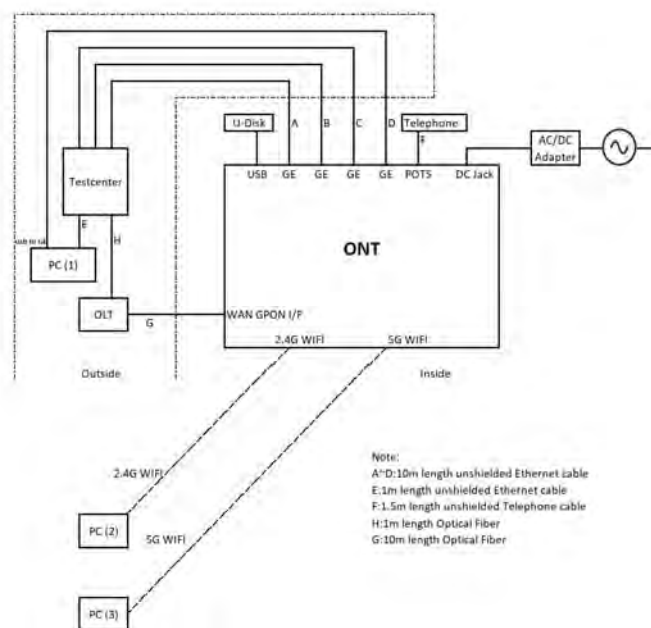 U-Disk
A
B
C
D
Telephone
F
AC/DC
Adapter
USB
GE
GE
GE
GE
POTS
DC Jack
Testcenter
ONT
E
H
PC (1)
OLT
G
WAN GPON I/F
2.4G WIFI
5G WIFI
Outside
Inside
2.4G WIFI
5G WIFI
PC (2)
PC (3)
Note:
A~D:10m length unshielded Ethernet cable
E:1m length unshielded Ethernet cable
F:1.5m length unshielded Telephone cable
H:1m length Optical Fiber
G:10m length Optical Fiber